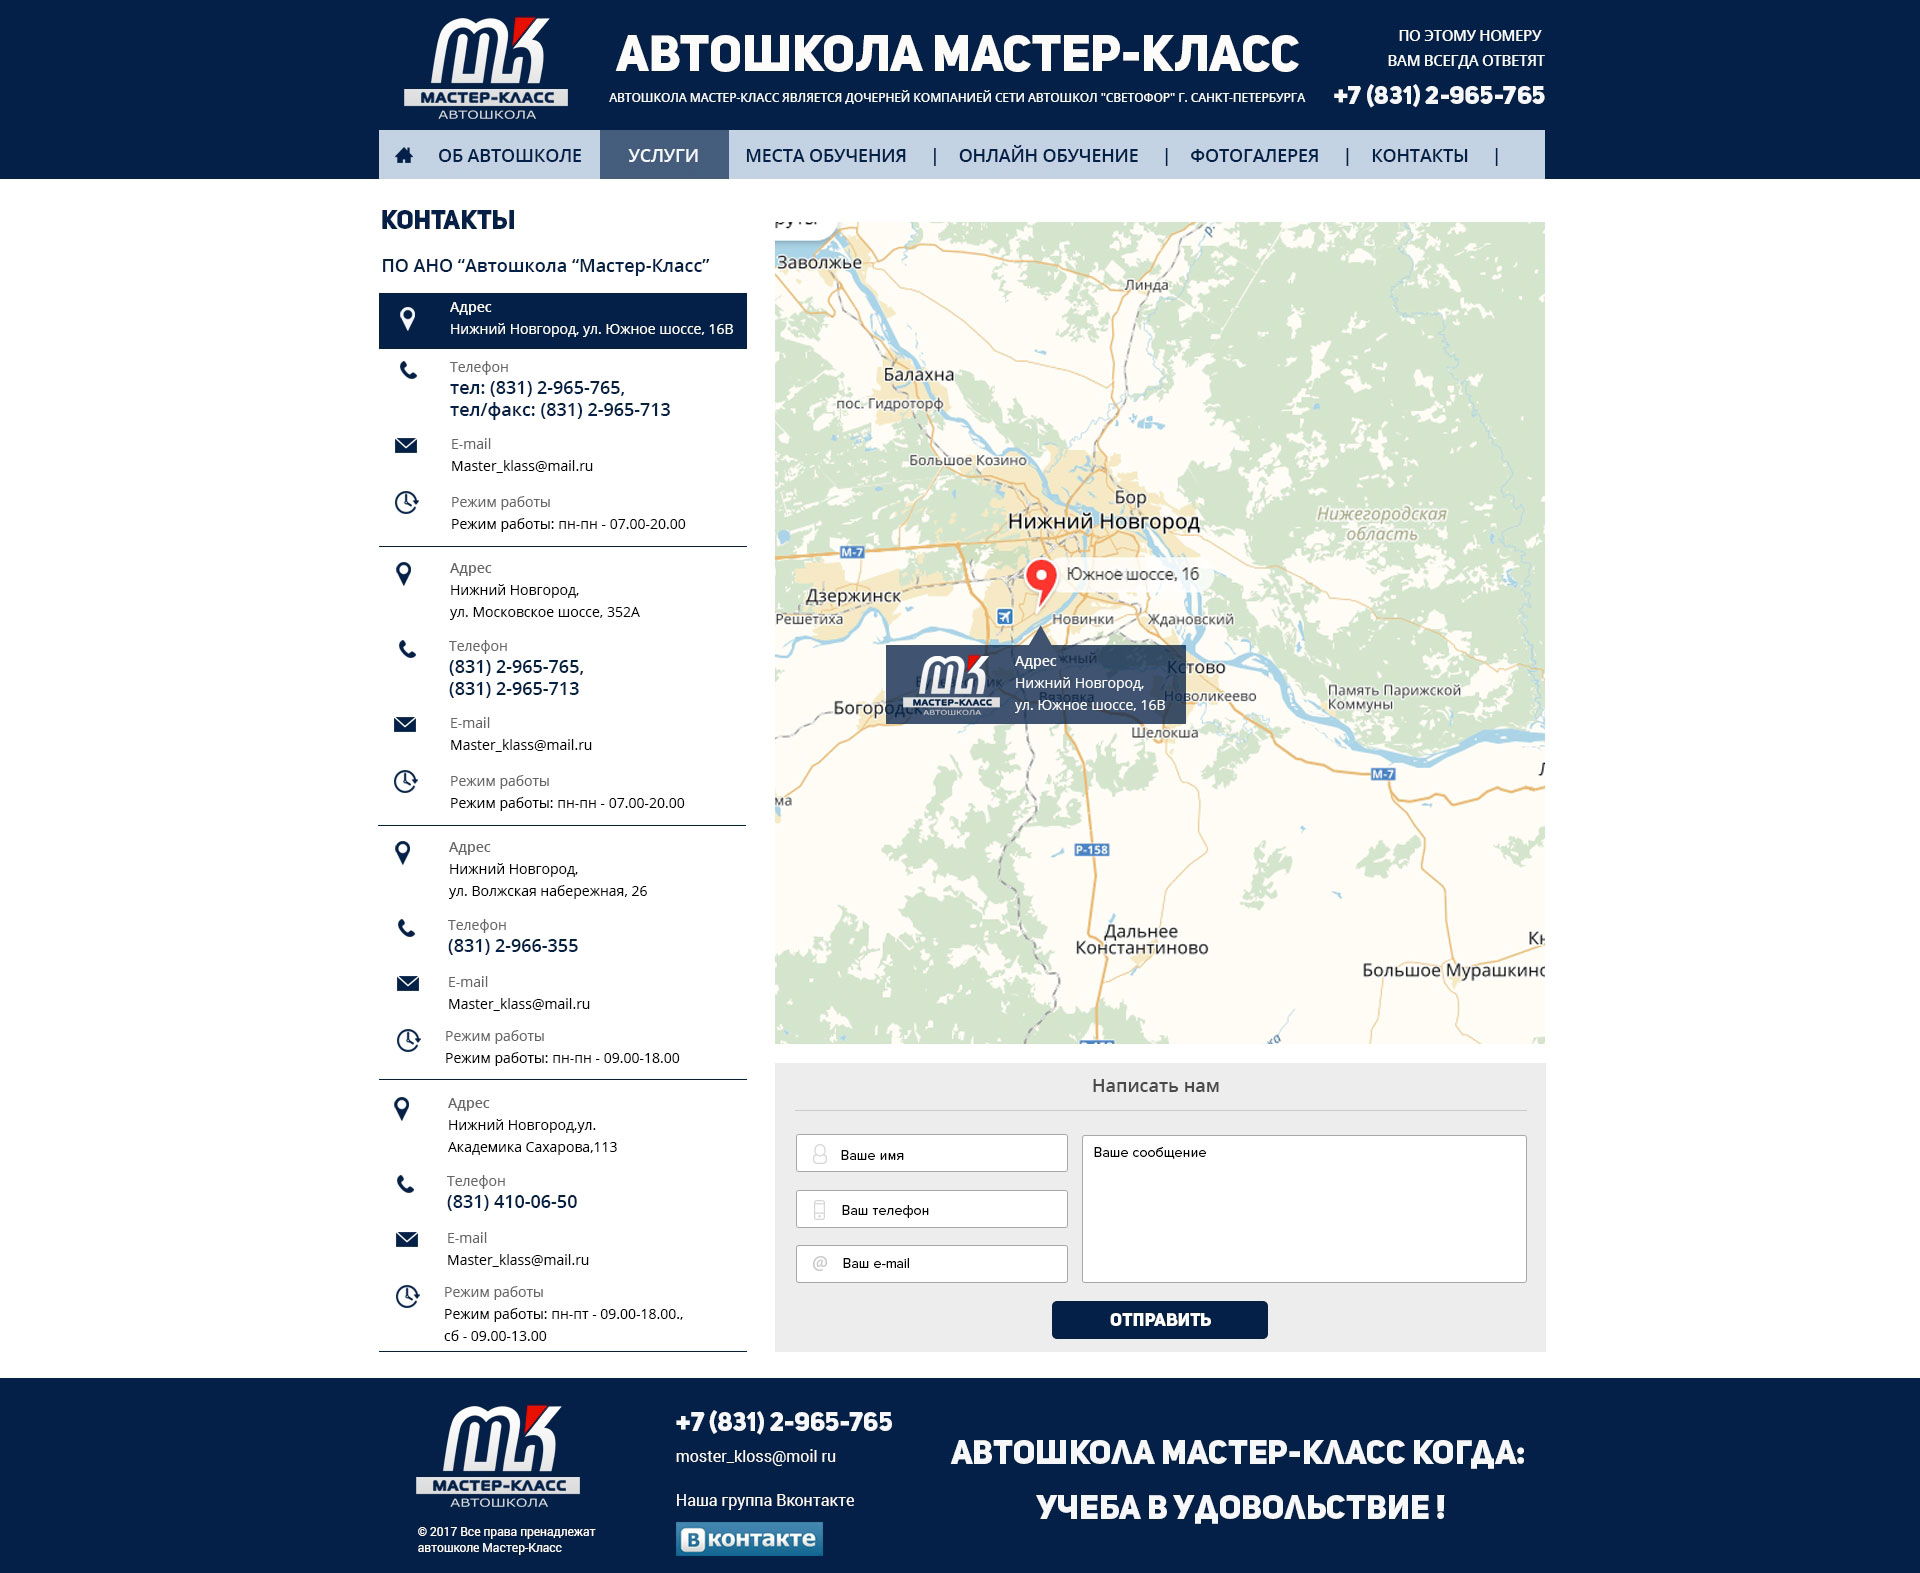 МАСТЕР-КЛАСС
АВТОШКОЛА
АВТОШКОЛА МАСТЕР-КЛАСС
АВТОШКОЛА МАСТЕР-КЛАСС ЯВЛЯЕТСЯ ДОЧЕРНЕЙ КОМПАНИЕЙ СЕТИ АВТОШКОЛ "СВЕТОФОР" Г. САНКТ-ПЕТЕРБУРГА
ПО ЭТОМУ НОМЕРУ
ВАМ ВСЕГДА ОТВЕТЯТ
+7 (831) 2-965-765
ОБ АВТОШКОЛЕ УСЛУГИ МЕСТА ОБУЧЕНИЯ | ОНЛАЙН ОБУЧЕНИЕ | ФОТОГАЛЕРЕЯ | КОНТАКТЫ |
КОНТАКТЫ
ПО АНО “Автошкола “Мастер-Класс”
Адрес
Нижний Новгород, ул. Южное шоссе, 16В
Телефон
тел: (831) 2-965-765,
тел/факс: (831) 2-965-713
E-mail
Master_klass@mail.ru
Режим работы
Режим работы: пн-пн - 07.00-20.00
Адрес
Нижний Новгород,
ул. Московское шоссе, 352А
Телефон
(831) 2-965-765,
(831) 2-965-713
E-mail
Master_klass@mail.ru
Режим работы
Режим работы: пн-пн - 07.00-20.00
Адрес
Нижний Новгород,
ул. Волжская набережная, 26
Телефон
(831) 2-966-355
E-mail
Master_klass@mail.ru
Режим работы
Режим работы: пн-пн - 09.00-18.00
Адрес
Нижний Новгород,ул.
Академика Сахарова,113
Телефон
(831) 410-06-50
E-mail
Master_klass@mail.ru
Режим работы
Режим работы: пн-пт - 09.00-18.00.,
сб - 09.00-13.00
Заволжье
р.
Линда
Балахна
пос. Гидроторф
Большое Козино
Бор
Нижний Новгород
Нижегородская
область
М-7
Южное шоссе, 16
Дзержинск
Решетиха
Новинки
Ждановский
Кстово
Новоликеево
Память Парижской
Коммуны
Шелокша
МАСТЕР-КЛАСС
АВТОШКОЛА
Адрес
Нижний Новгород,
ул. Южное шоссе, 16В
М-7
ма
Р-158
Дальнее
Константиново
Кн
Большое Мурашкинс
Написать нам
Ваше имя
Ваш телефон
@ Ваш e-mail
Ваше сообщение
ОТПРАВИТЬ
МАСТЕР-КЛАСС
АВТОШКОЛА
© 2017 Все права пренадлежат
автошколе Мастер-Класс
+7 (831) 2-965-765
moster_kloss@moil ru
Наша группа Вконтакте
В контакте
АВТОШКОЛА МАСТЕР-КЛАСС КОГДА:
УЧЕБА В УДОВОЛЬСТВИЕ !